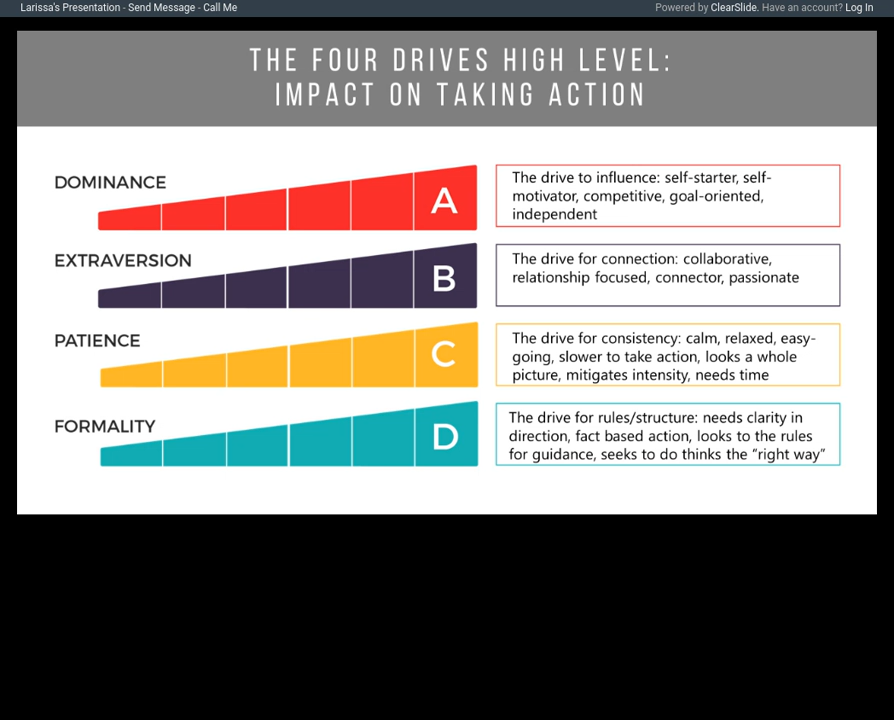 Larissa's Presentation - Send Message - Call Me
Powered by ClearSlide. Have an account? Log In
THE FOUR DRIVES HIGH LEVEL:
IMPACT ON TAKING ACTION
DOMINANCE
A
The drive to influence: self-starter, self-
motivator, competitive, goal-oriented,
independent
EXTRAVERSION
B
The drive for connection: collaborative,
relationship focused, connector, passionate
PATIENCE
C
The drive for consistency: calm, relaxed, easy-
going, slower to take action, looks a whole
picture, mitigates intensity, needs time
FORMALITY
D
The drive for rules/structure: needs clarity in
direction, fact based action, looks to the rules
for guidance, seeks to do thinks the “right way”